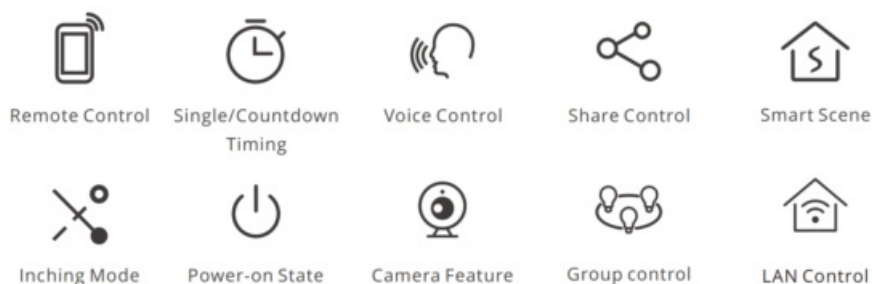 Remote Control
Single/Countdown
Timing
Voice Control
Share Control
Smart Scene
Inching Mode
Power-on State
Camera Feature
Group control
LAN Control